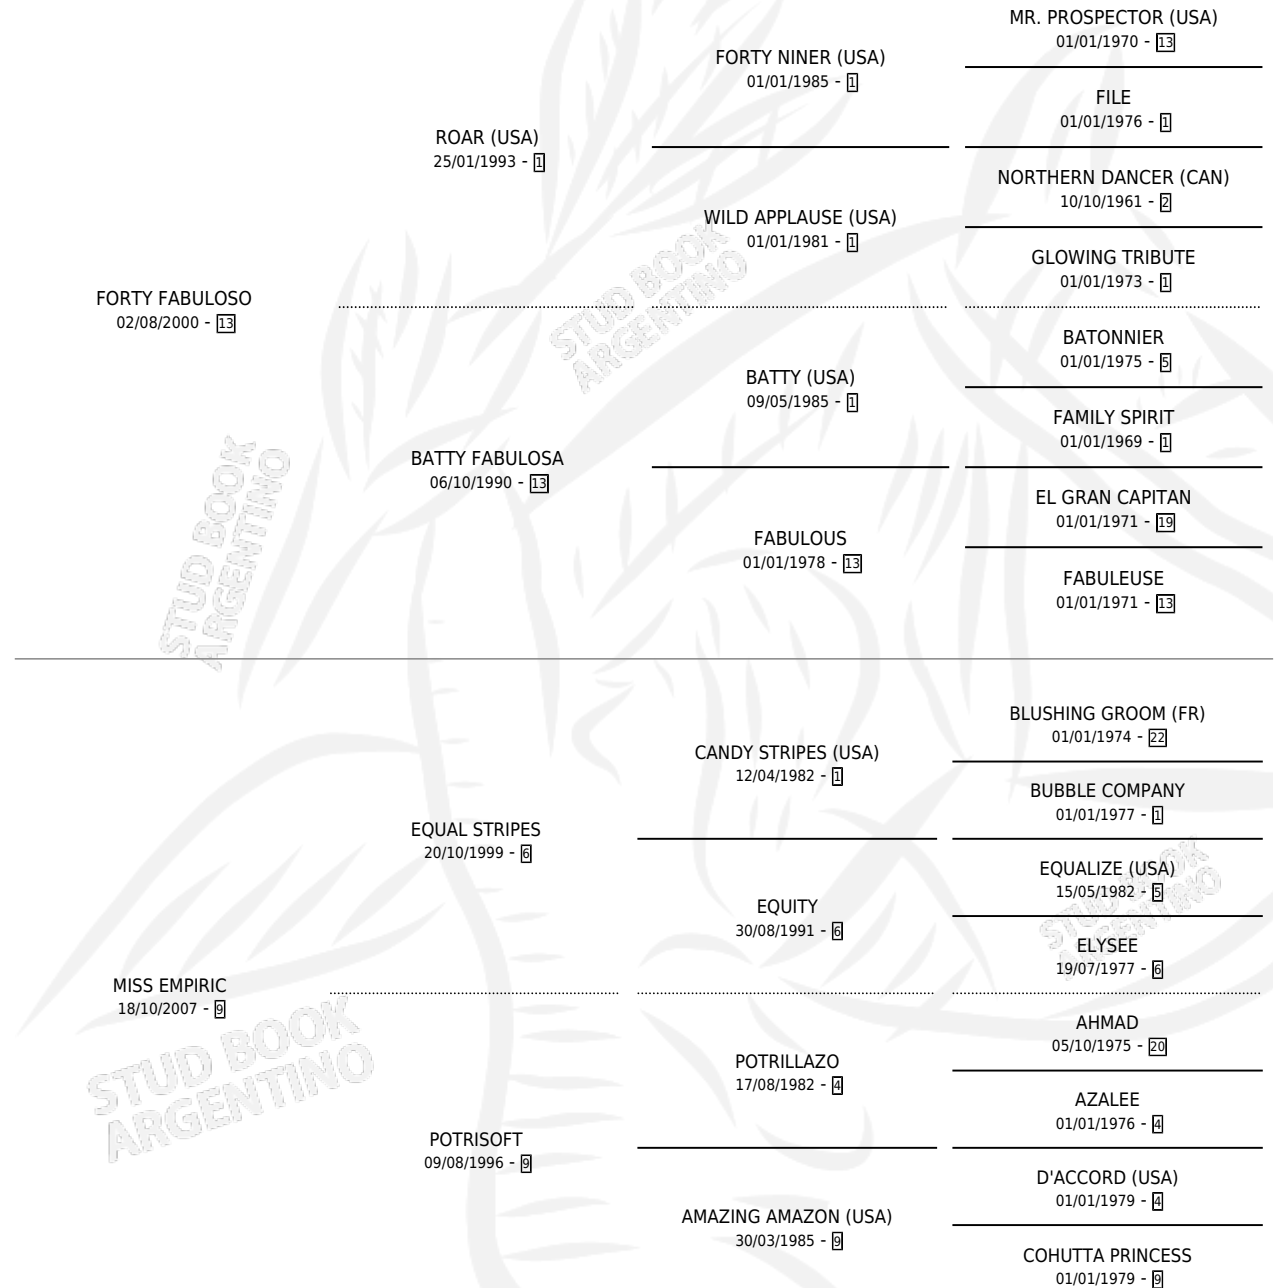 MR. PROSPECTOR (USA)
01/01/1970 - 13
FORTY NINER (USA)
01/01/1985 - 1
FILE
01/01/1976 - 1
ROAR (USA)
25/01/1993 - 1
NORTHERN DANCER (CAN)
10/10/1961 - 2
WILD APPLAUSE (USA)
01/01/1981 - 1
GLOWING TRIBUTE
01/01/1973 - 1
FORTY FABULOSO
02/08/2000 - 13
STUD BOOK
ARGENTINO
BATONNIER
01/01/1975 - 5
BATTY (USA)
09/05/1985 - 1
FAMILY SPIRIT
01/01/1969 - 1
BATTY FABULOSA
06/10/1990 - 13
EL GRAN CAPITAN
01/01/1971 - 19
FABULOUS
01/01/1978 - 13
FABULEUSE
01/01/1971 - 13
STUD BOOK
ARGENTINO
BLUSHING GROOM (FR)
01/01/1974 - 22
CANDY STRIPES (USA)
12/04/1982 - 1
BUBBLE COMPANY
01/01/1977 - 1
EQUAL STRIPES
20/10/1999 - 6
EQUALIZE (USA)
15/05/1982 - 5
EQUITY
30/08/1991 - 6
STUD BOOK
ARGENTINO
ELYSEE
19/07/1977 - 6
MISS EMPIRIC
18/10/2007 - 9
STUD BOOK
ARGENTINO
AHMAD
05/10/1975 - 20
POTRILLAZO
17/08/1982 - 4
AZALEE
01/01/1976 - 4
POTRISOFT
09/08/1996 - 9
D'ACCORD (USA)
01/01/1979 - 4
AMAZING AMAZON (USA)
30/03/1985 - 9
COHUTTA PRINCESS
01/01/1979 - 9